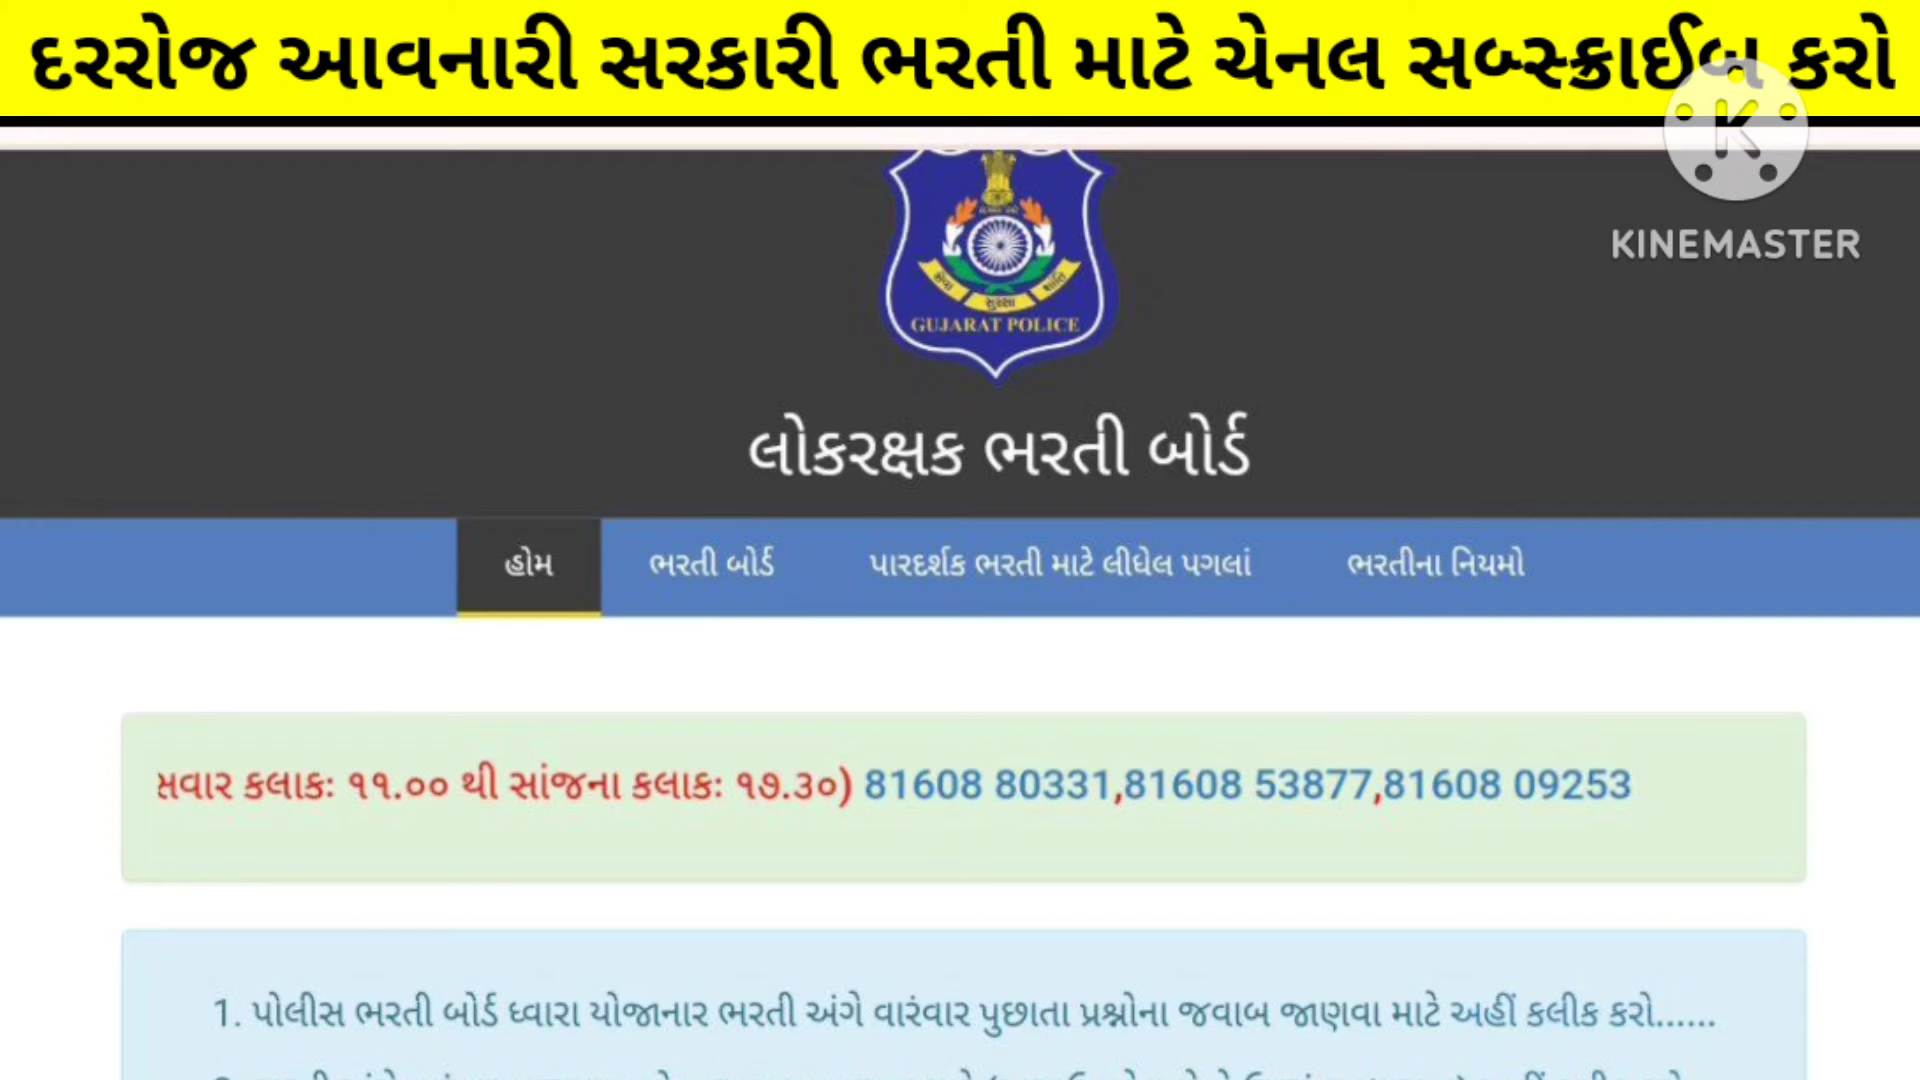 દરરોજ આવનારી સરકારી ભરતી માટે ચેનલ સબ્સ્ક્રાઈબ કરો
K
KINEMASTER
સેવા
સુરક્ષા
શાંતિ
GUJARAT POLICE
લોકરક્ષક ભરતી બોર્ડ
હોમ ભરતી બોર્ડ પારદર્શક ભરતી માટે લીધેલ પગલાં ભરતીના નિયમો
સવાર કલાકઃ ૧૧.૦૦ થી સાંજના કલાકઃ ૧૭.૩૦) 81608 80331,81608 53877,81608 09253
1. પોલીસ ભરતી બોર્ડ ધ્વારા યોજાનાર ભરતી અંગે વારંવાર પુછાતા પ્રશ્નોના જવાબ જાણવા માટે અહીં કલીક કરો......